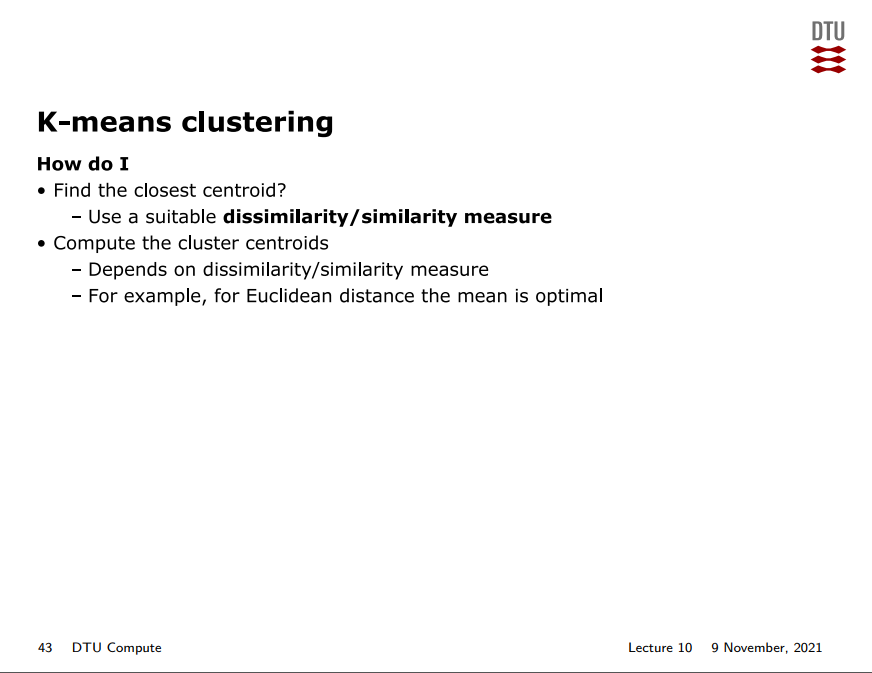 DTU
K-means clustering
How do I
• Find the closest centroid?
– Use a suitable dissimilarity/similarity measure
• Compute the cluster centroids
– Depends on dissimilarity/similarity measure
– For example, for Euclidean distance the mean is optimal
43 DTU Compute Lecture 10 9 November, 2021